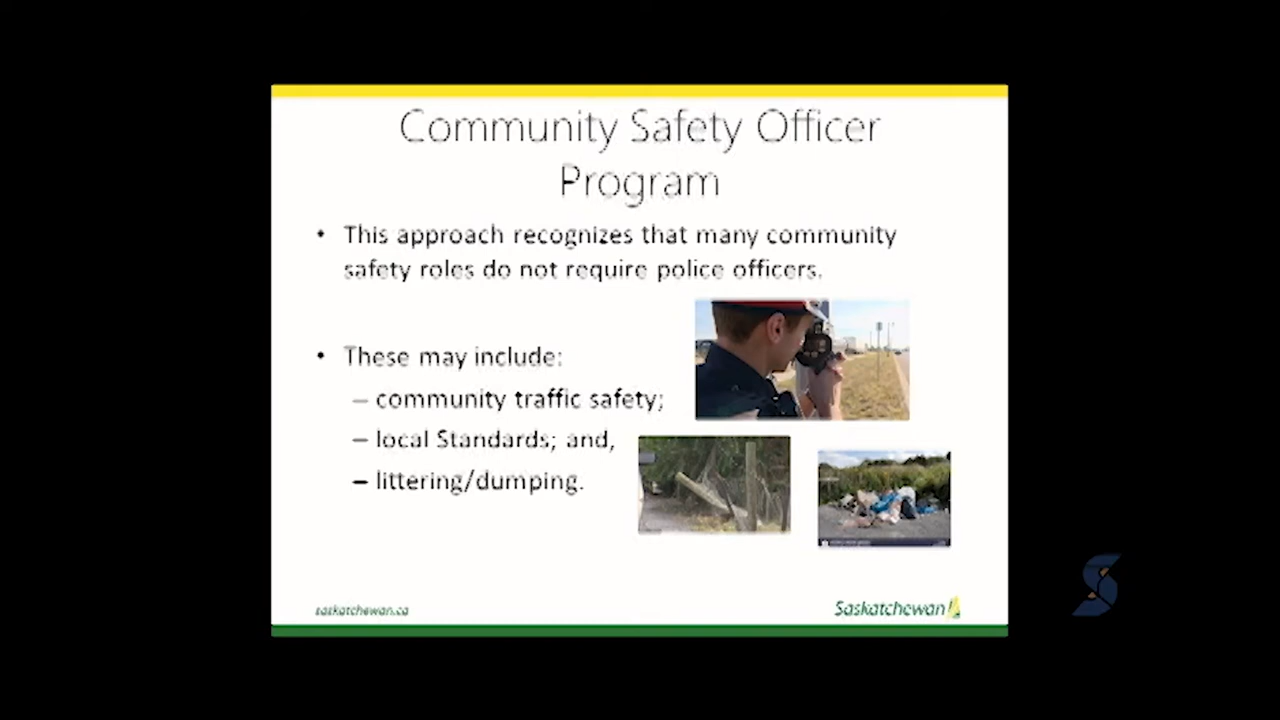 Community Safety Officer
Program
• This approach recognizes that many community
safety roles do not require police officers.
• These may include:
– community traffic safety;
– local Standards; and,
– littering/dumping.
saskatchewan.ca
Saskatchewan